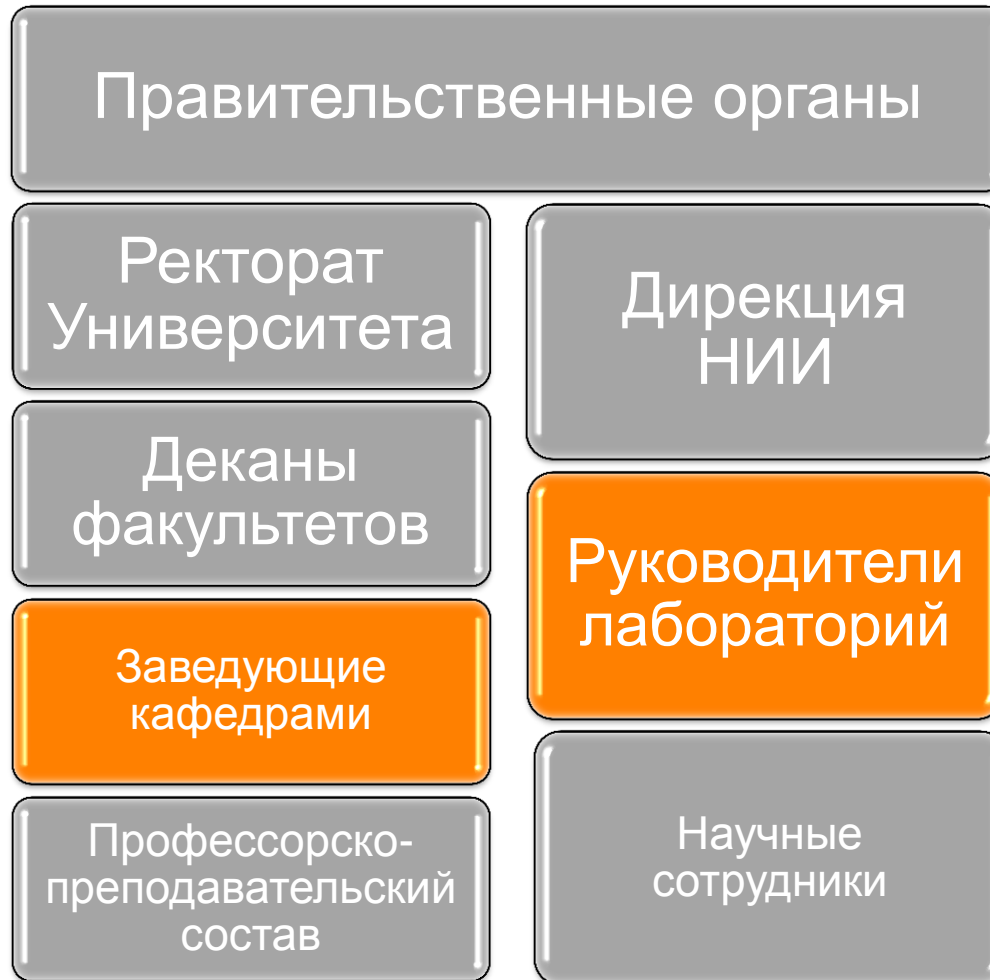 Правительственные органы
Ректорат
Университета
Деканы
факультетов
Заведующие
кафедрами
Профессорско-
преподавательский
состав
Дирекция
НИИ
Руководители
лабораторий
Научные
сотрудники